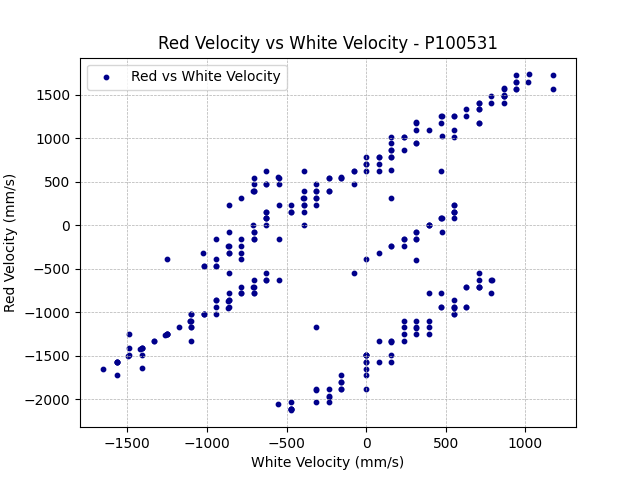 Red Velocity vs White Velocity - P100531
Red vs White Velocity
1500
1000
500
0
−500
−1000
−1500
−2000
Red Velocity (mm/s)
−1500 −1000 −500 0 500 1000
White Velocity (mm/s)